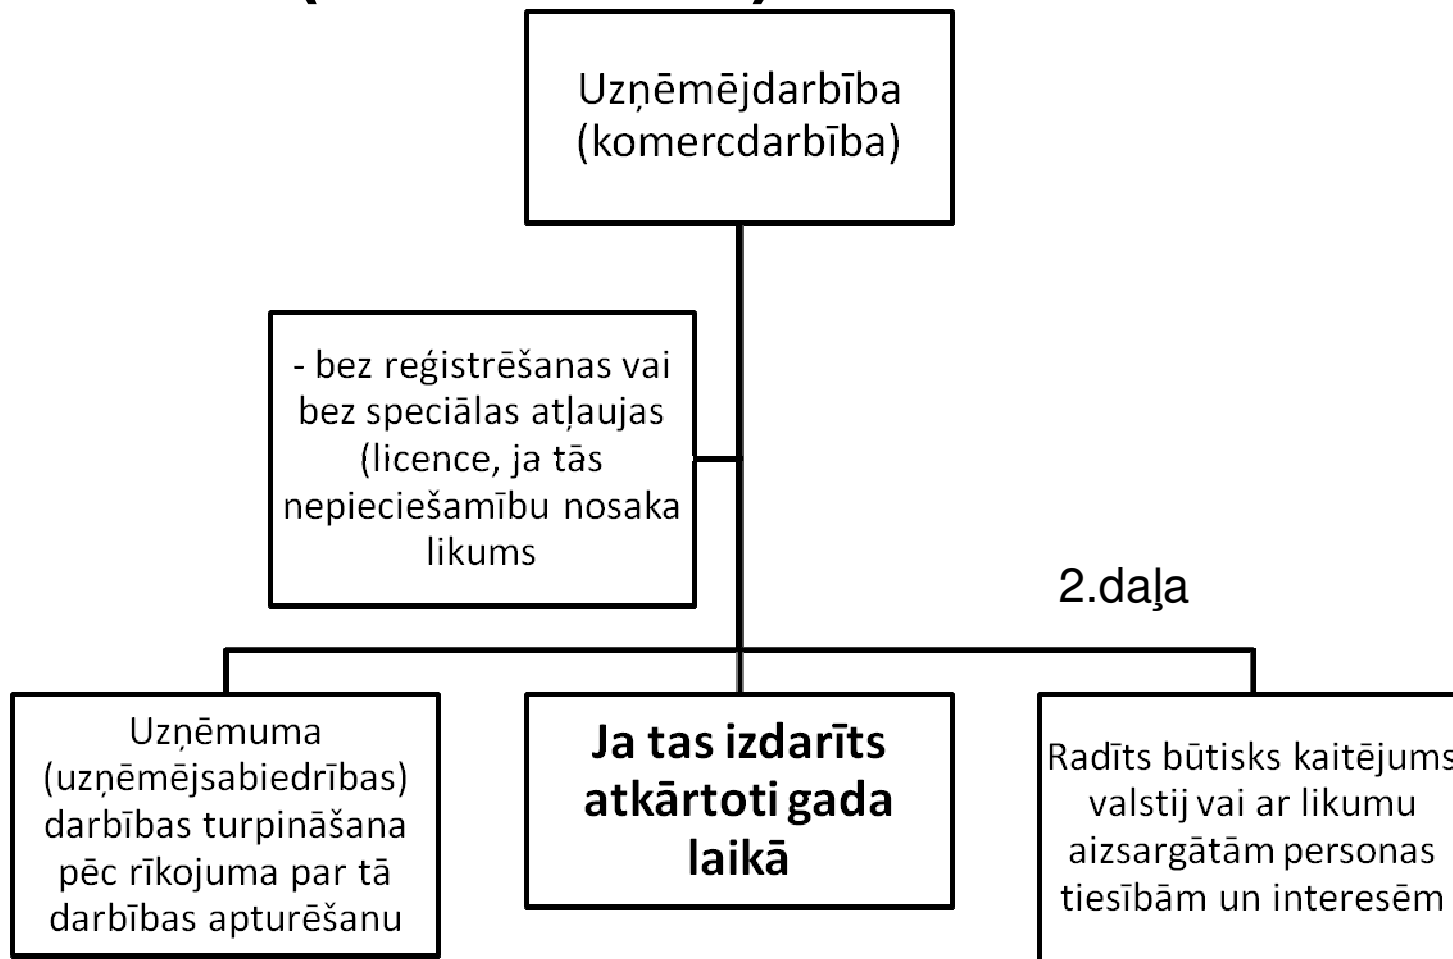 Uzņēmējdarbība
(komercdarbība)
- bez reģistrēšanas vai
bez speciālas atļaujas
(licence, ja tās
nepieciešamību nosaka
likums
2.daļa
Uzņēmuma
(uzņēmējsabiedrības)
darbības turpināšana
pēc rīkojuma par tā
darbības apturēšanu
Ja tas izdarīts
atkārtoti gada
laikā
Radīts būtisks kaitējums
valstij vai ar likumu
aizsargātām personas
tiesībām un interesēm